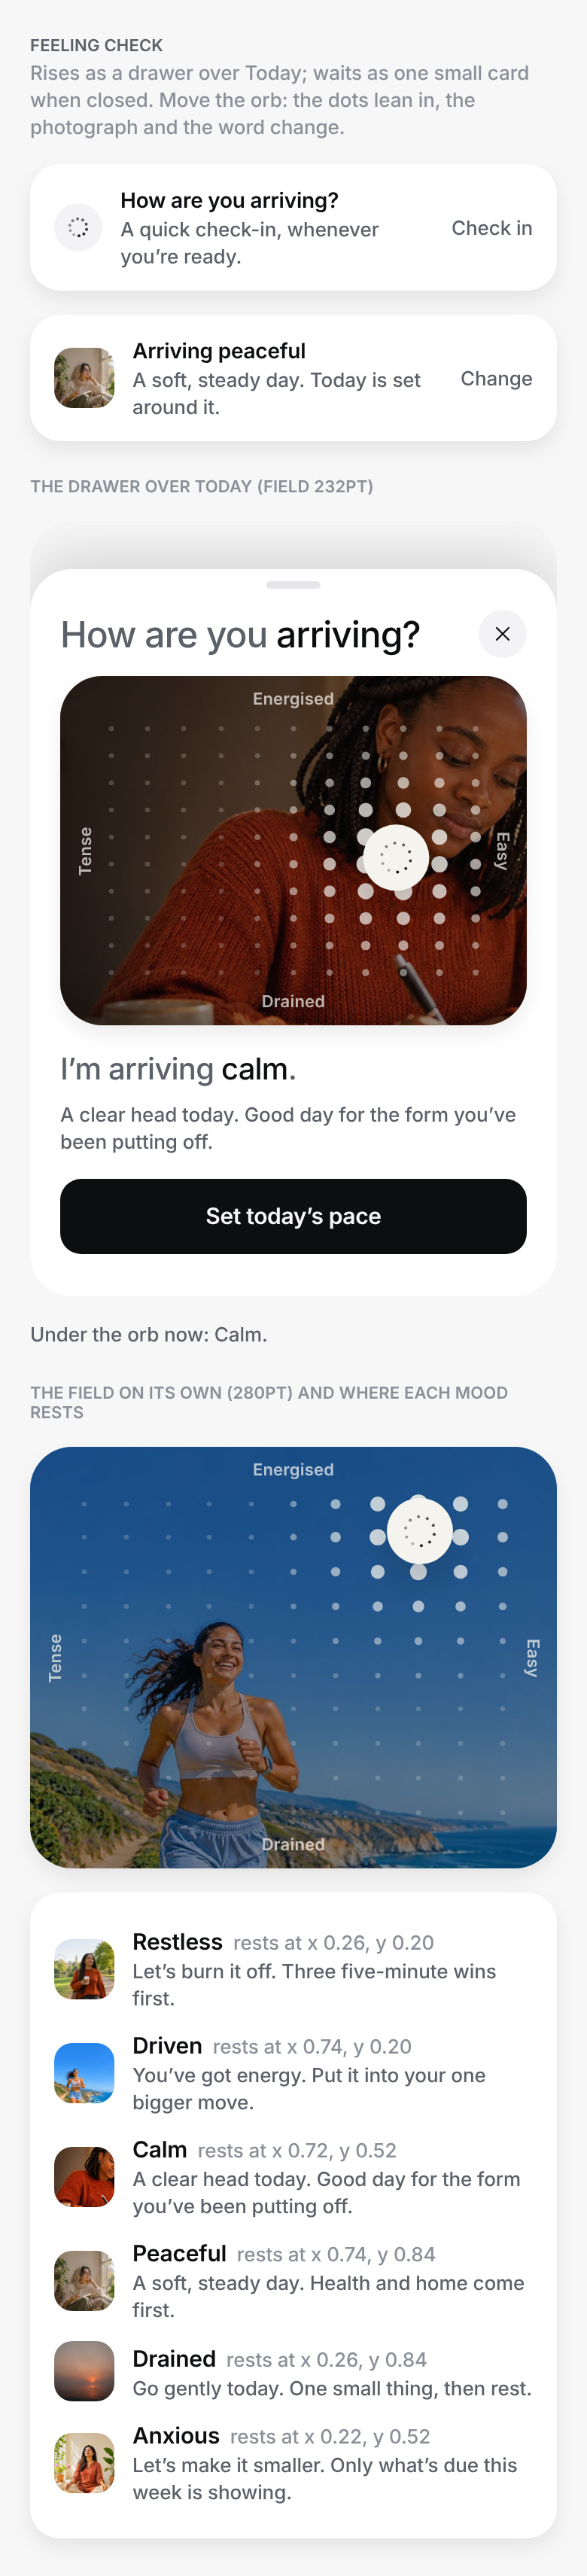 FEELING CHECK
Rises as a drawer over Today; waits as one small card
when closed. Move the orb: the dots lean in, the
photograph and the word change.
How are you arriving?
A quick check-in, whenever
you’re ready.
Check in
Arriving peaceful
A soft, steady day. Today is set
around it.
Change
THE DRAWER OVER TODAY (FIELD 232PT)
How are you arriving?
Energised
Tense
Easy
Drained
I’m arriving calm.
A clear head today. Good day for the form you’ve
been putting off.
Set today’s pace
Under the orb now: Calm.
THE FIELD ON ITS OWN (280PT) AND WHERE EACH MOOD
RESTS
Energised
Tense
Easy
Drained
Restless rests at x 0.26, y 0.20
Let’s burn it off. Three five-minute wins
first.
Driven rests at x 0.74, y 0.20
You’ve got energy. Put it into your one
bigger move.
Calm rests at x 0.72, y 0.52
A clear head today. Good day for the form
you’ve been putting off.
Peaceful rests at x 0.74, y 0.84
A soft, steady day. Health and home come
first.
Drained rests at x 0.26, y 0.84
Go gently today. One small thing, then rest.
Anxious rests at x 0.22, y 0.52
Let’s make it smaller. Only what’s due this
week is showing.